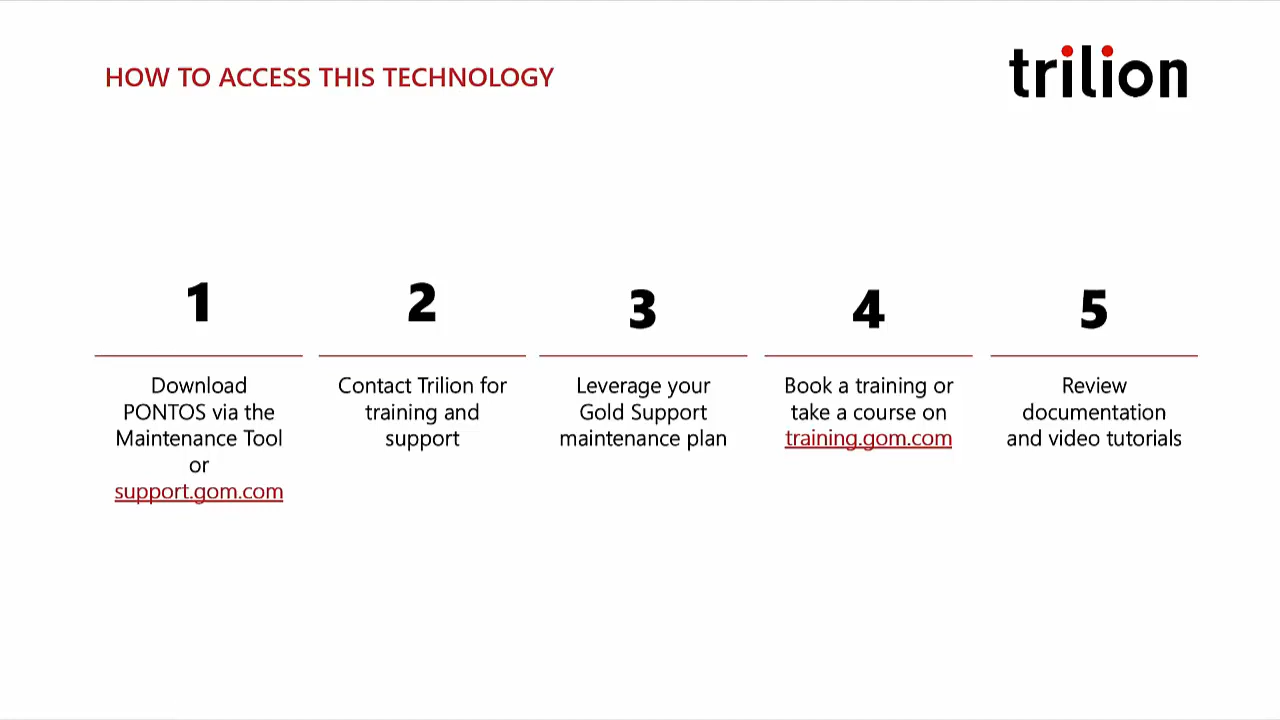 HOW TO ACCESS THIS TECHNOLOGY
trilion
1
Download
PONTOS via the
Maintenance Tool
or
support.gom.com
2
Contact Trilion for
training and
support
3
Leverage your
Gold Support
maintenance plan
4
Book a training or
take a course on
training.gom.com
5
Review
documentation
and video tutorials